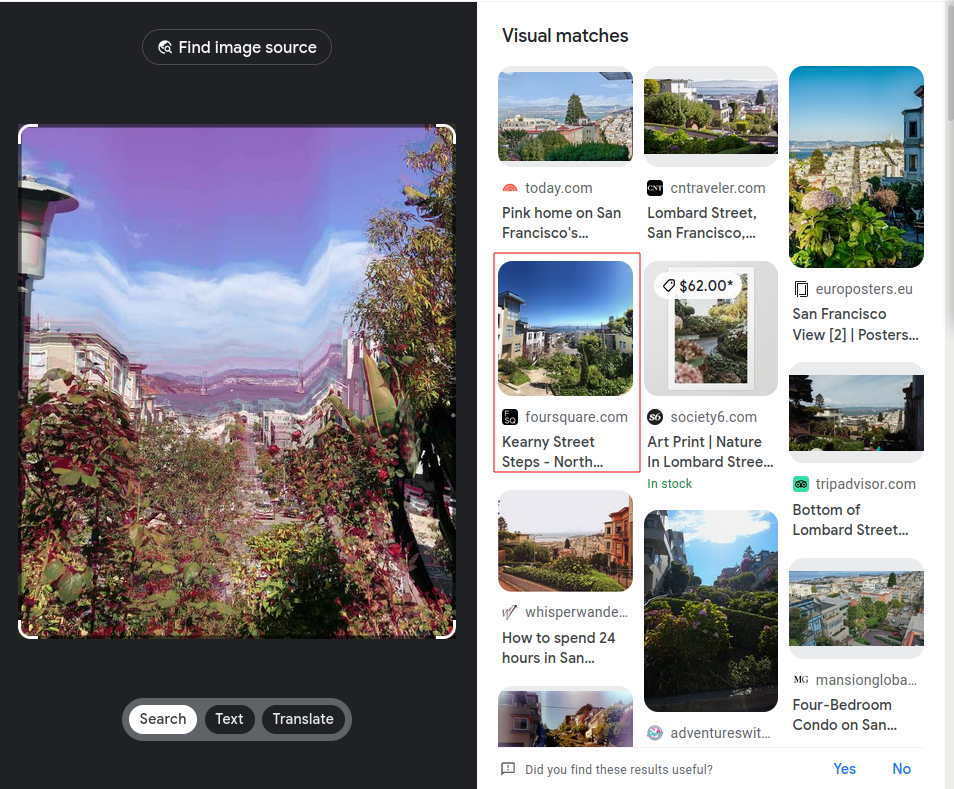 Find image source
Search
Text
Translate
Visual matches
today.com
Pink home on San
Francisco's...
cntraveler.com
Lombard Street,
San Francisco,...
europosters.eu
San Francisco
View [2] | Posters...
foursquare.com
Kearny Street
Steps - North...
$62.00*
society6.com
Art Print | Nature
In Lombard Stree...
In stock
tripadvisor.com
Bottom of
Lombard Street...
whisperwande...
How to spend 24
hours in San...
adventureswit...
MG mansiongloba...
Four-Bedroom
Condo on San...
Did you find these results useful?
Yes
No